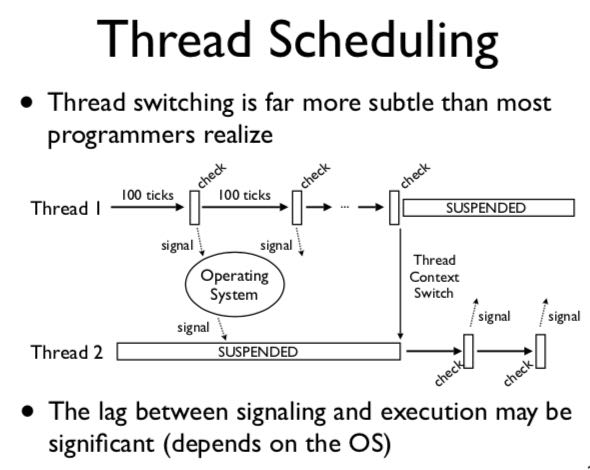 Thread Scheduling
• Thread switching is far more subtle than most
programmers realize
check
check
check
100 ticks
100 ticks
...
Thread 1
SUSPENDED
signal
signal
Operating
System
Thread
Context
Switch
signal
signal
signal
Thread 2
SUSPENDED
check
check
• The lag between signaling and execution may be
significant (depends on the OS)